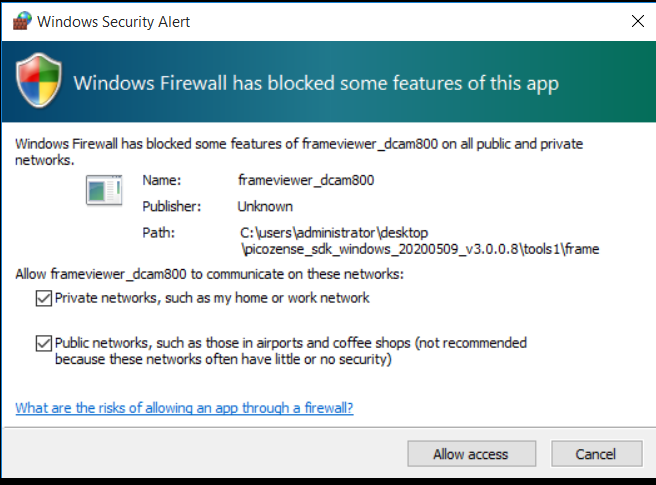 Windows Security Alert
Windows Firewall has blocked some features of this app
Windows Firewall has blocked some features of frameviewer_dcam800 on all public and private
networks.
Name: frameviewer_dcam800
Publisher: Unknown
Path: C:\users\administrator\desktop
\picozense_sdk_windows_20200509_v3.0.0.8\tools1\frame
Allow frameviewer_dcam800 to communicate on these networks:
Private networks, such as my home or work network
Public networks, such as those in airports and coffee shops (not recommended
because these networks often have little or no security)
What are the risks of allowing an app through a firewall?
Allow access Cancel